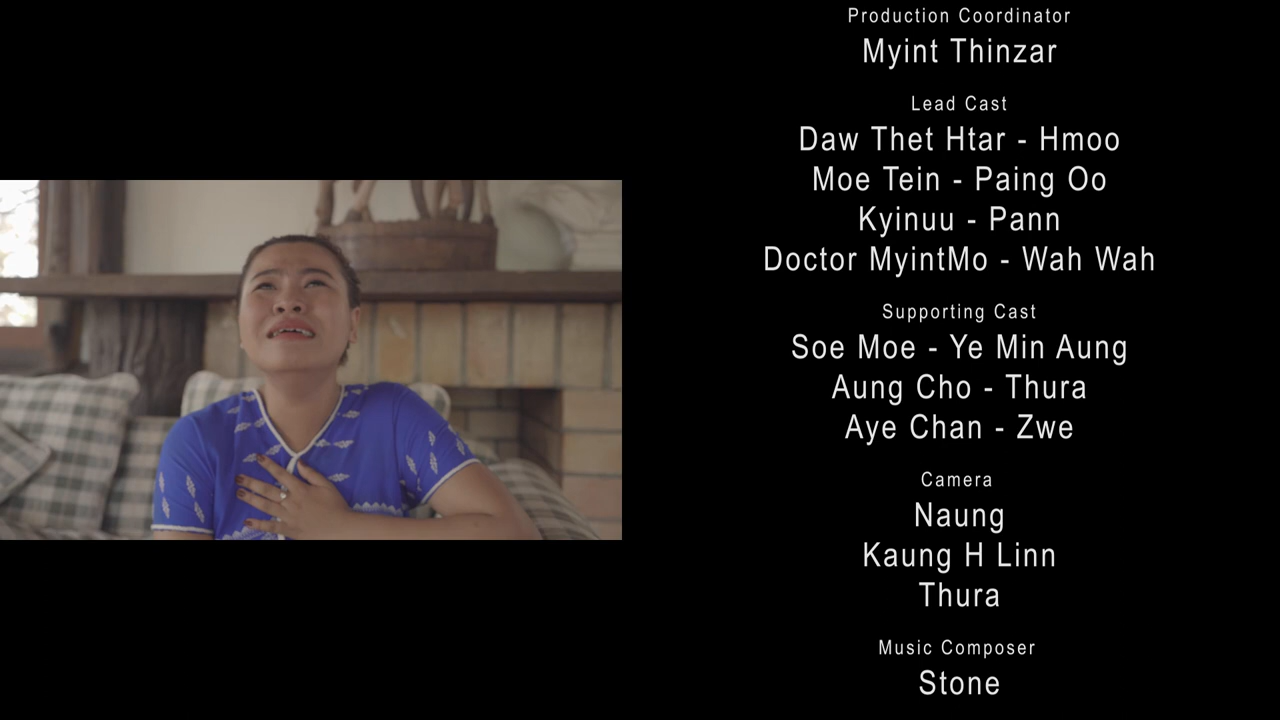 Production Coordinator
Myint Thinzar
Lead Cast
Daw Thet Htar - Hmoo
Moe Tein - Paing Oo
Kyinuu - Pann
Doctor MyintMo - Wah Wah
Supporting Cast
Soe Moe - Ye Min Aung
Aung Cho - Thura
Aye Chan - Zwe
Camera
Naung
Kaung H Linn
Thura
Music Composer
Stone